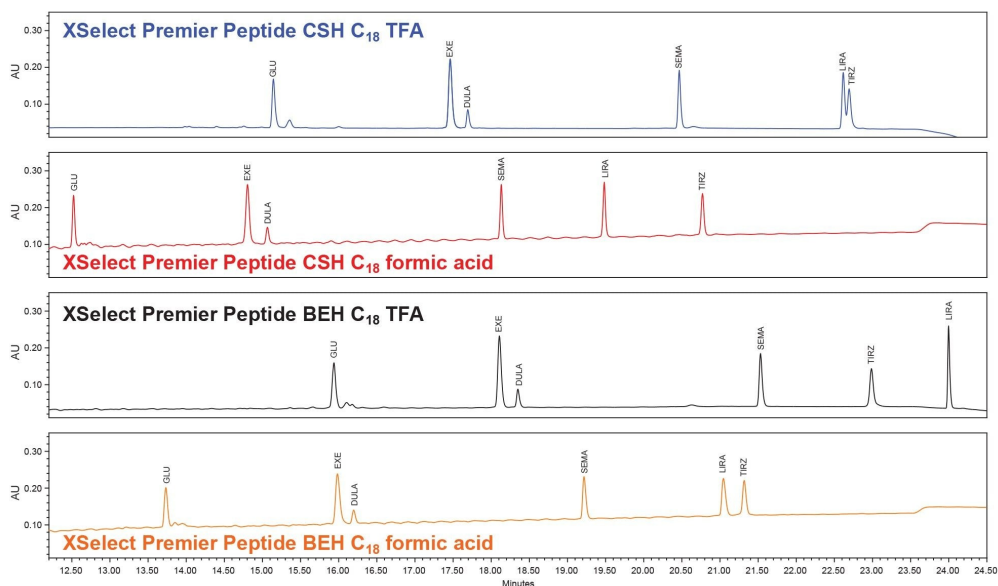 XSelect Premier Peptide CSH C18 TFA
AU
0.30
0.20
0.10
GLU
EXE
DULA
SEMA
LIRA
TIRZ
AU
0.30
0.20
0.10
GLU
EXE
DULA
SEMA
LIRA
TIRZ
XSelect Premier Peptide CSH C18 formic acid
XSelect Premier Peptide BEH C18 TFA
AU
0.30
0.20
0.10
GLU
EXE
DULA
SEMA
TIRZ
LIRA
AU
0.30
0.20
0.10
GLU
EXE
DULA
SEMA
LIRA
TIRZ
XSelect Premier Peptide BEH C18 formic acid
12.50 13.00 13.50 14.00 14.50 15.00 15.50 16.00 16.50 17.00 17.50 18.00 18.50 19.00 19.50 20.00 20.50 21.00 21.50 22.00 22.50 23.00 23.50 24.00 24.50
Minutes